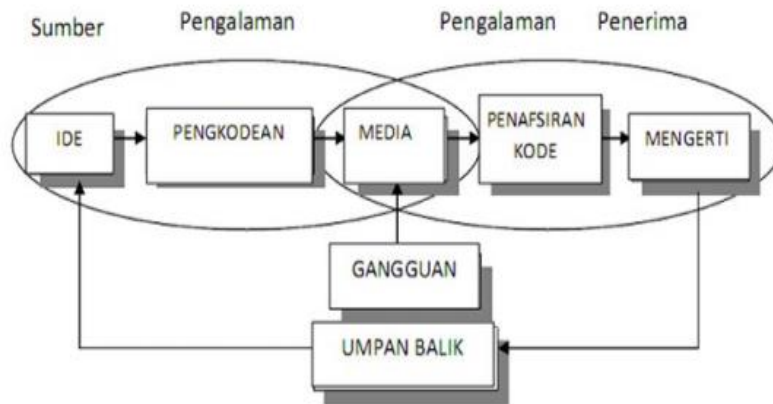 Sumber Pengalaman Pengalaman Penerima
IDE PENGKODEAN MEDIA PENAFSIRAN KODE MENGERTI
GANGGUAN
UMPAN BALIK